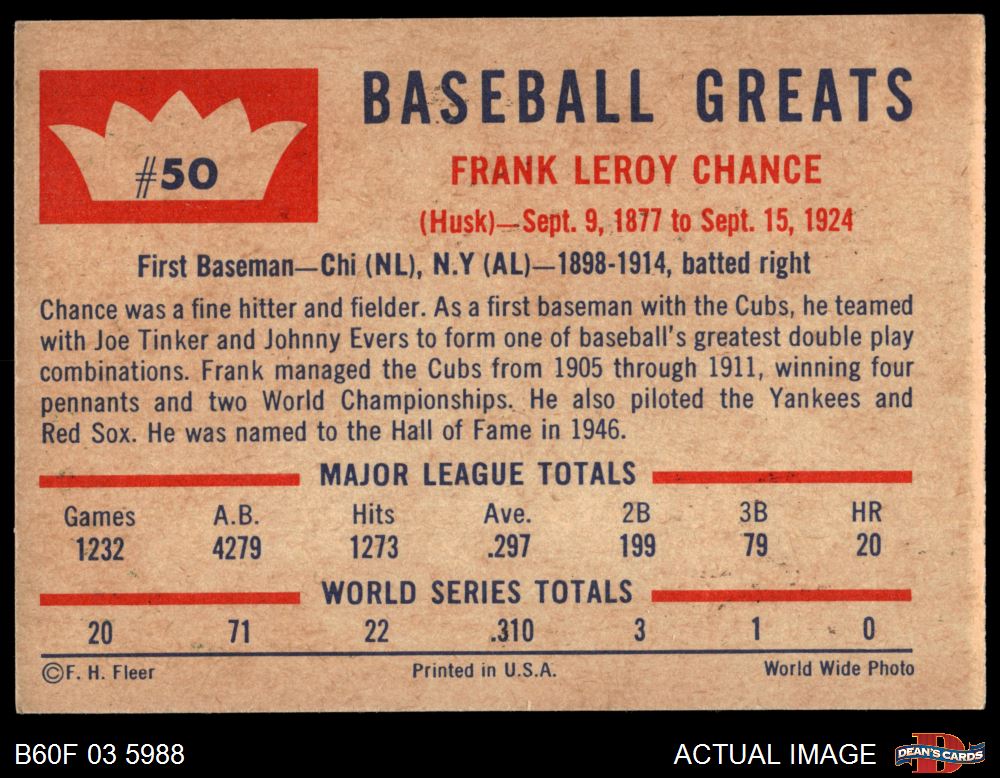 #50
BASEBALL GREATS
FRANK LEROY CHANCE
(Husk)—Sept. 9, 1877 to Sept. 15, 1924
First Baseman—Chi (NL), N.Y (AL)—1898-1914, batted right
Chance was a fine hitter and fielder. As a first baseman with the Cubs, he teamed
with Joe Tinker and Johnny Evers to form one of baseball's greatest double play
combinations. Frank managed the Cubs from 1905 through 1911, winning four
pennants and two World Championships. He also piloted the Yankees and
Red Sox. He was named to the Hall of Fame in 1946.
MAJOR LEAGUE TOTALS
Games A.B. Hits Ave. 2B 3B HR
1232 4279 1273 .297 199 79 20
WORLD SERIES TOTALS
20 71 22 .310 3 1 0
©F. H. Fleer Printed in U.S.A. World Wide Photo
B60F 03 5988 ACTUAL IMAGE DEAN'S CARDS